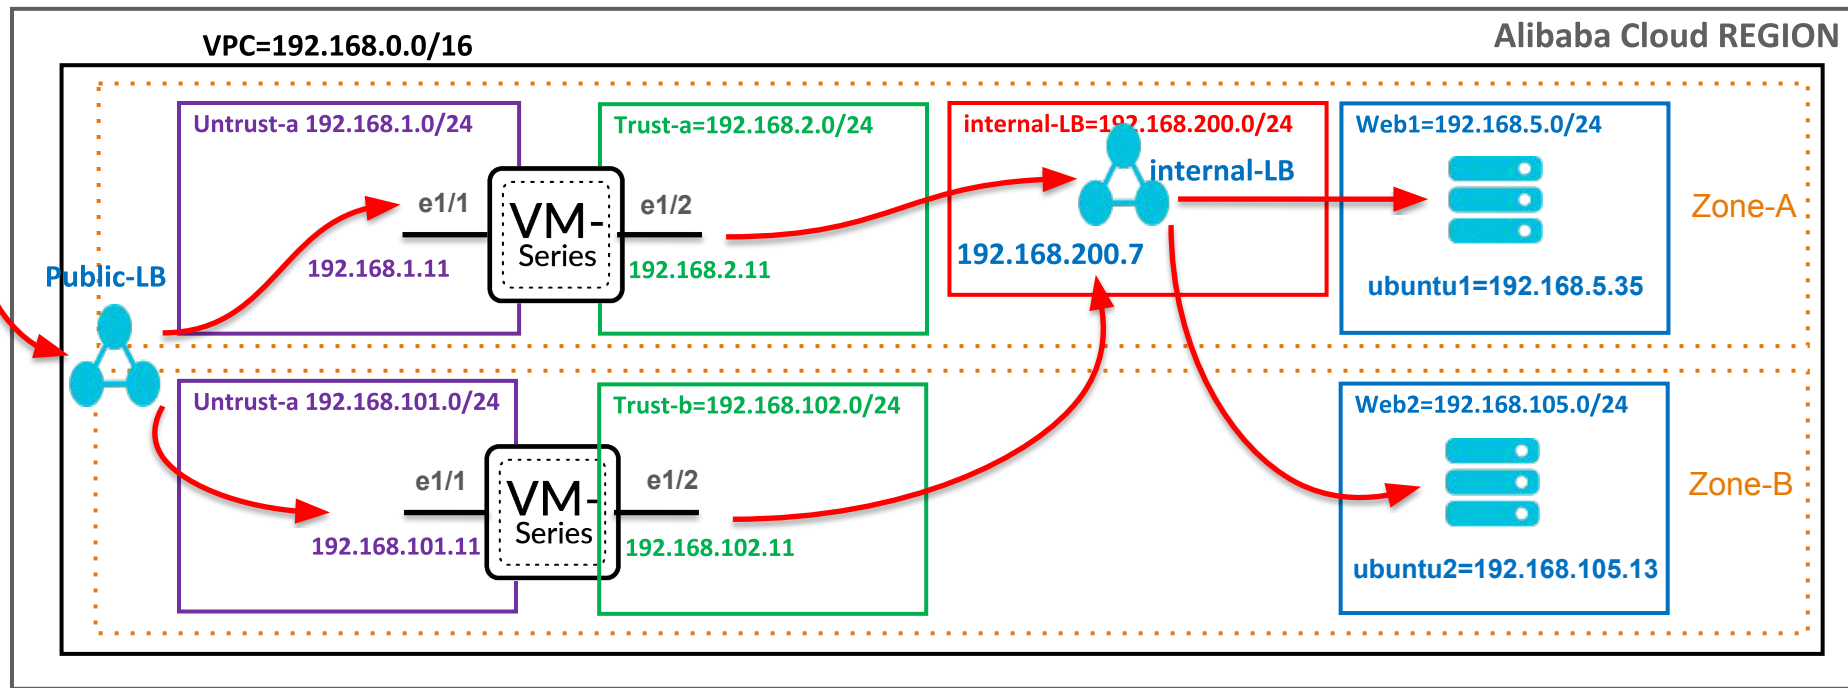 Alibaba Cloud REGION
VPC=192.168.0.0/16
Untrust-a 192.168.1.0/24
Trust-a=192.168.2.0/24
internal-LB=192.168.200.0/24
Web1=192.168.5.0/24
internal-LB
e1/1
VM-
Series
e1/2
Zone-A
192.168.200.7
192.168.1.11
192.168.2.11
Public-LB
ubuntu1=192.168.5.35
Untrust-a 192.168.101.0/24
Trust-b=192.168.102.0/24
Web2=192.168.105.0/24
e1/1
VM-
Series
e1/2
Zone-B
192.168.101.11
192.168.102.11
ubuntu2=192.168.105.13